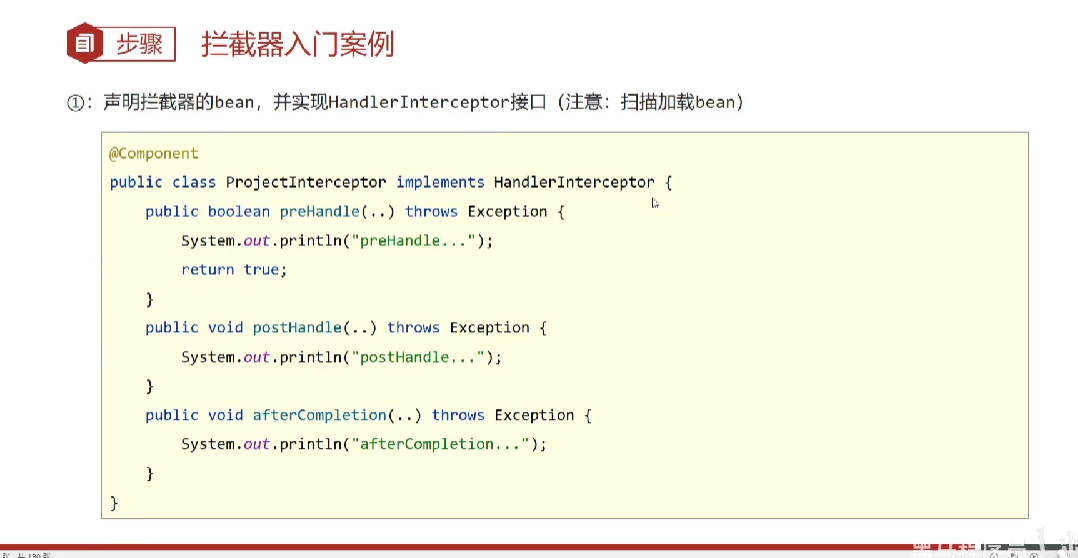 步骤 拦截器入门案例
①：声明拦截器的bean，并实现HandlerInterceptor接口（注意：扫描加载bean）
@Component
public class ProjectInterceptor implements HandlerInterceptor {
    public boolean preHandle(..) throws Exception {
        System.out.println("preHandle...");
        return true;
    }
    public void postHandle(..) throws Exception {
        System.out.println("postHandle...");
    }
    public void afterCompletion(..) throws Exception {
        System.out.println("afterCompletion...");
    }
}